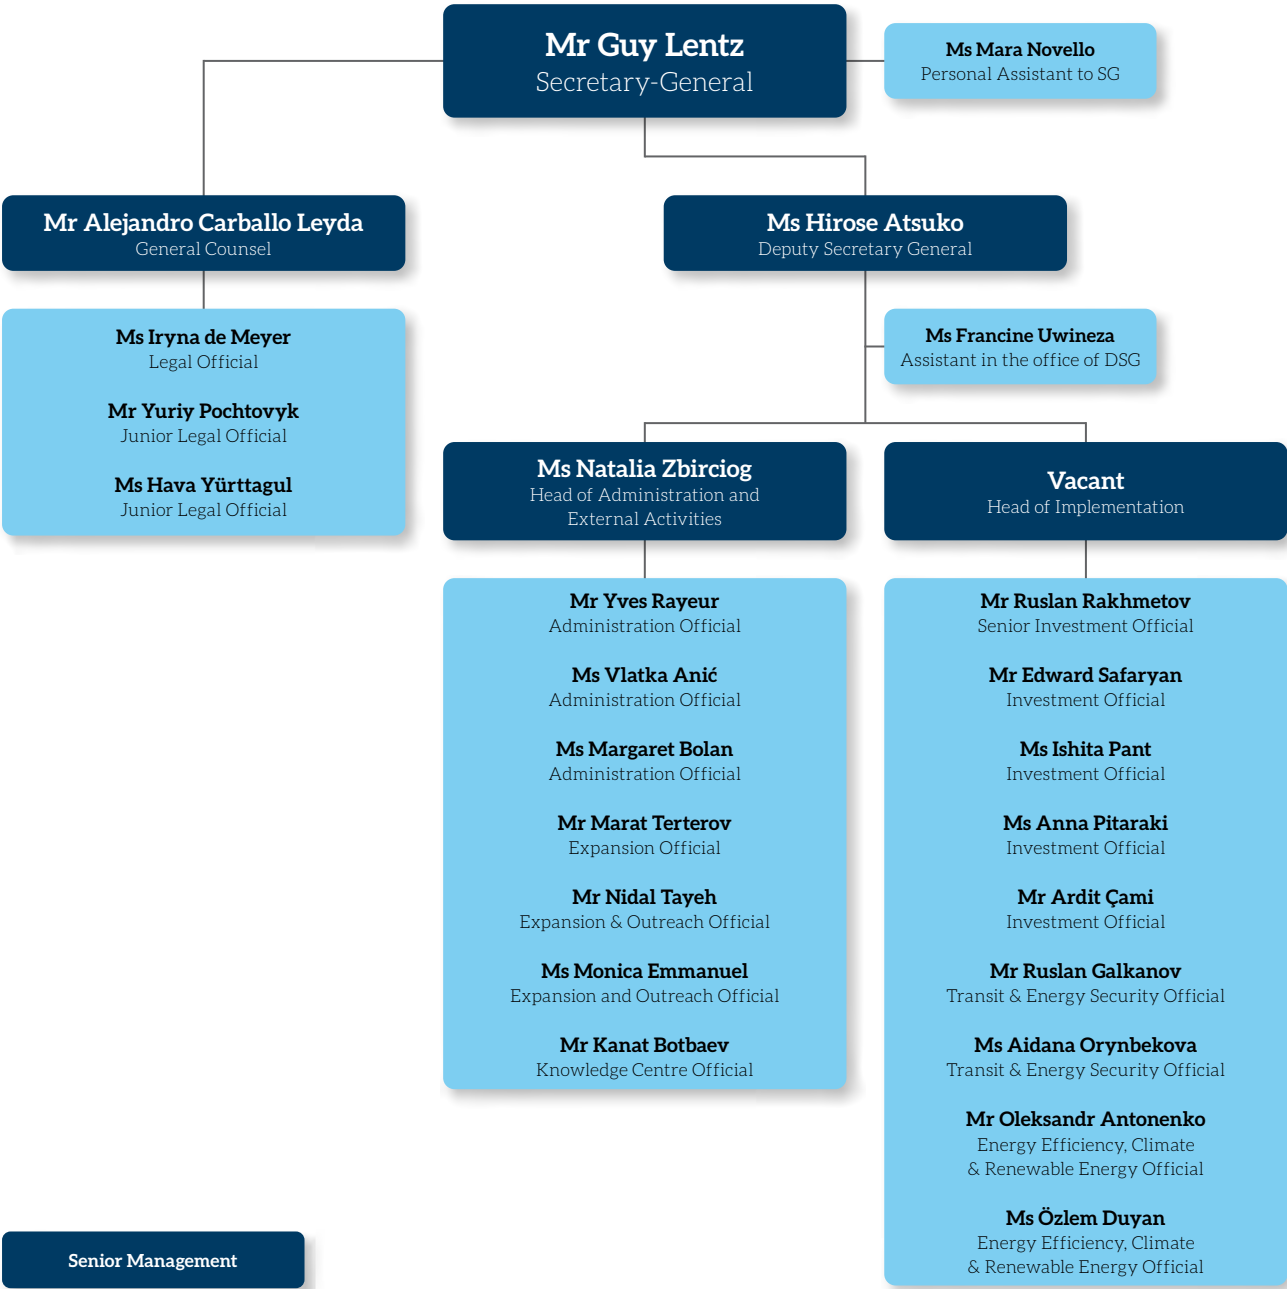 Mr Guy Lentz
Secretary-General
Ms Mara Novello
Personal Assistant to SG
Mr Alejandro Carballo Leyda
General Counsel
Ms Hirose Atsuko
Deputy Secretary General
Ms Iryna de Meyer
Legal Official
Mr Yuriy Pochtovyk
Junior Legal Official
Ms Hava Yürttagul
Junior Legal Official
Ms Francine Uwineza
Assistant in the office of DSG
Ms Natalia Zbirciog
Head of Administration and
External Activities
Vacant
Head of Implementation
Mr Yves Rayeur
Administration Official
Ms Vlatka Anić
Administration Official
Ms Margaret Bolan
Administration Official
Mr Marat Terterov
Expansion Official
Mr Nidal Tayeh
Expansion & Outreach Official
Ms Monica Emmanuel
Expansion and Outreach Official
Mr Kanat Botbaev
Knowledge Centre Official
Mr Ruslan Rakhmetov
Senior Investment Official
Mr Edward Safaryan
Investment Official
Ms Ishita Pant
Investment Official
Ms Anna Pitaraki
Investment Official
Mr Ardit Çami
Investment Official
Mr Ruslan Galkanov
Transit & Energy Security Official
Ms Aidana Orynbekova
Transit & Energy Security Official
Mr Oleksandr Antonenko
Energy Efficiency, Climate
& Renewable Energy Official
Ms Özlem Duyan
Energy Efficiency, Climate
& Renewable Energy Official
Senior Management